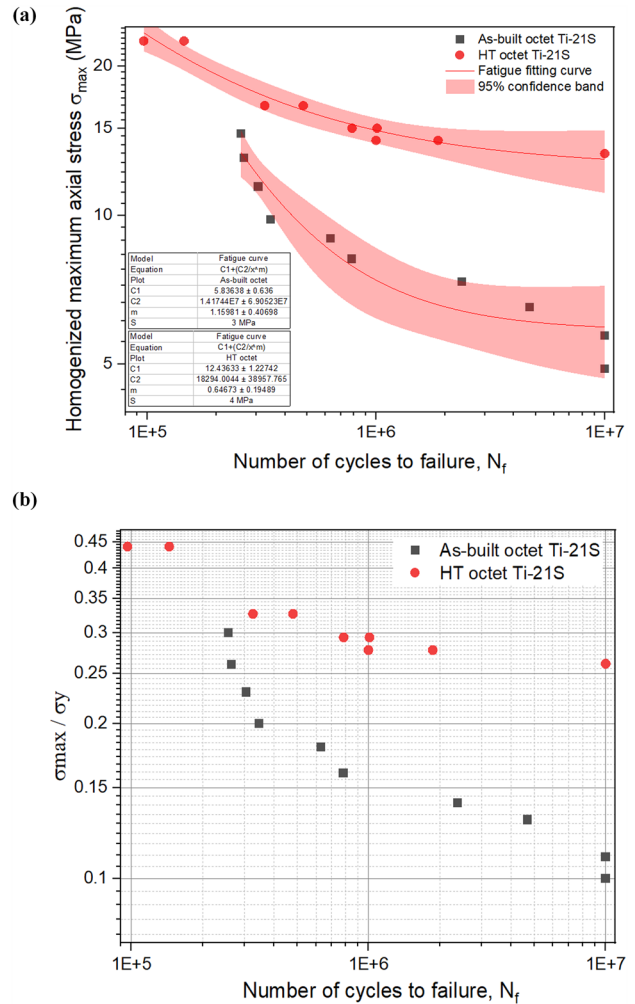 (a)
Homogenized maximum axial stress σmax (MPa)
20
15
10
5
As-built octet Ti-21S
HT octet Ti-21S
Fatigue fitting curve
95% confidence band
Model Fatigue curve
Equation C1+(C2/x^m)
Plot As-built octet
C1 5.83638 ± 0.636
C2 1.41744E7 ± 6.90523E7
m 1.15981 ± 0.40698
S 3 MPa
Model Fatigue curve
Equation C1+(C2/x^m)
Plot HT octet
C1 12.43633 ± 1.22742
C2 18294.0044 ± 38957.765
m 0.64673 ± 0.19489
S 4 MPa
1E+5 1E+6 1E+7
Number of cycles to failure, Nf
(b)
σmax / σy
0.45
0.4
0.35
0.3
0.25
0.2
0.15
0.1
As-built octet Ti-21S
HT octet Ti-21S
1E+5 1E+6 1E+7
Number of cycles to failure, Nf